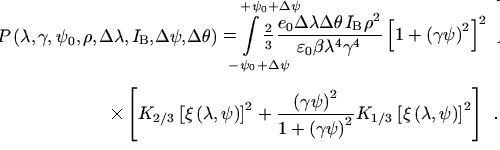 P(λ, γ, ψ₀, ρ, Δλ, I_B, Δψ, Δθ) = ∫_{−ψ₀+Δψ}^{+ψ₀+Δψ} 2/3 e₀ΔλΔθ I_B ρ² / ε₀βλ⁴γ⁴ [1 + (γψ)²]²
× [K_{2/3} [ξ (λ, ψ)]² + (γψ)² / 1 + (γψ)² K_{1/3} [ξ (λ, ψ)]²] .